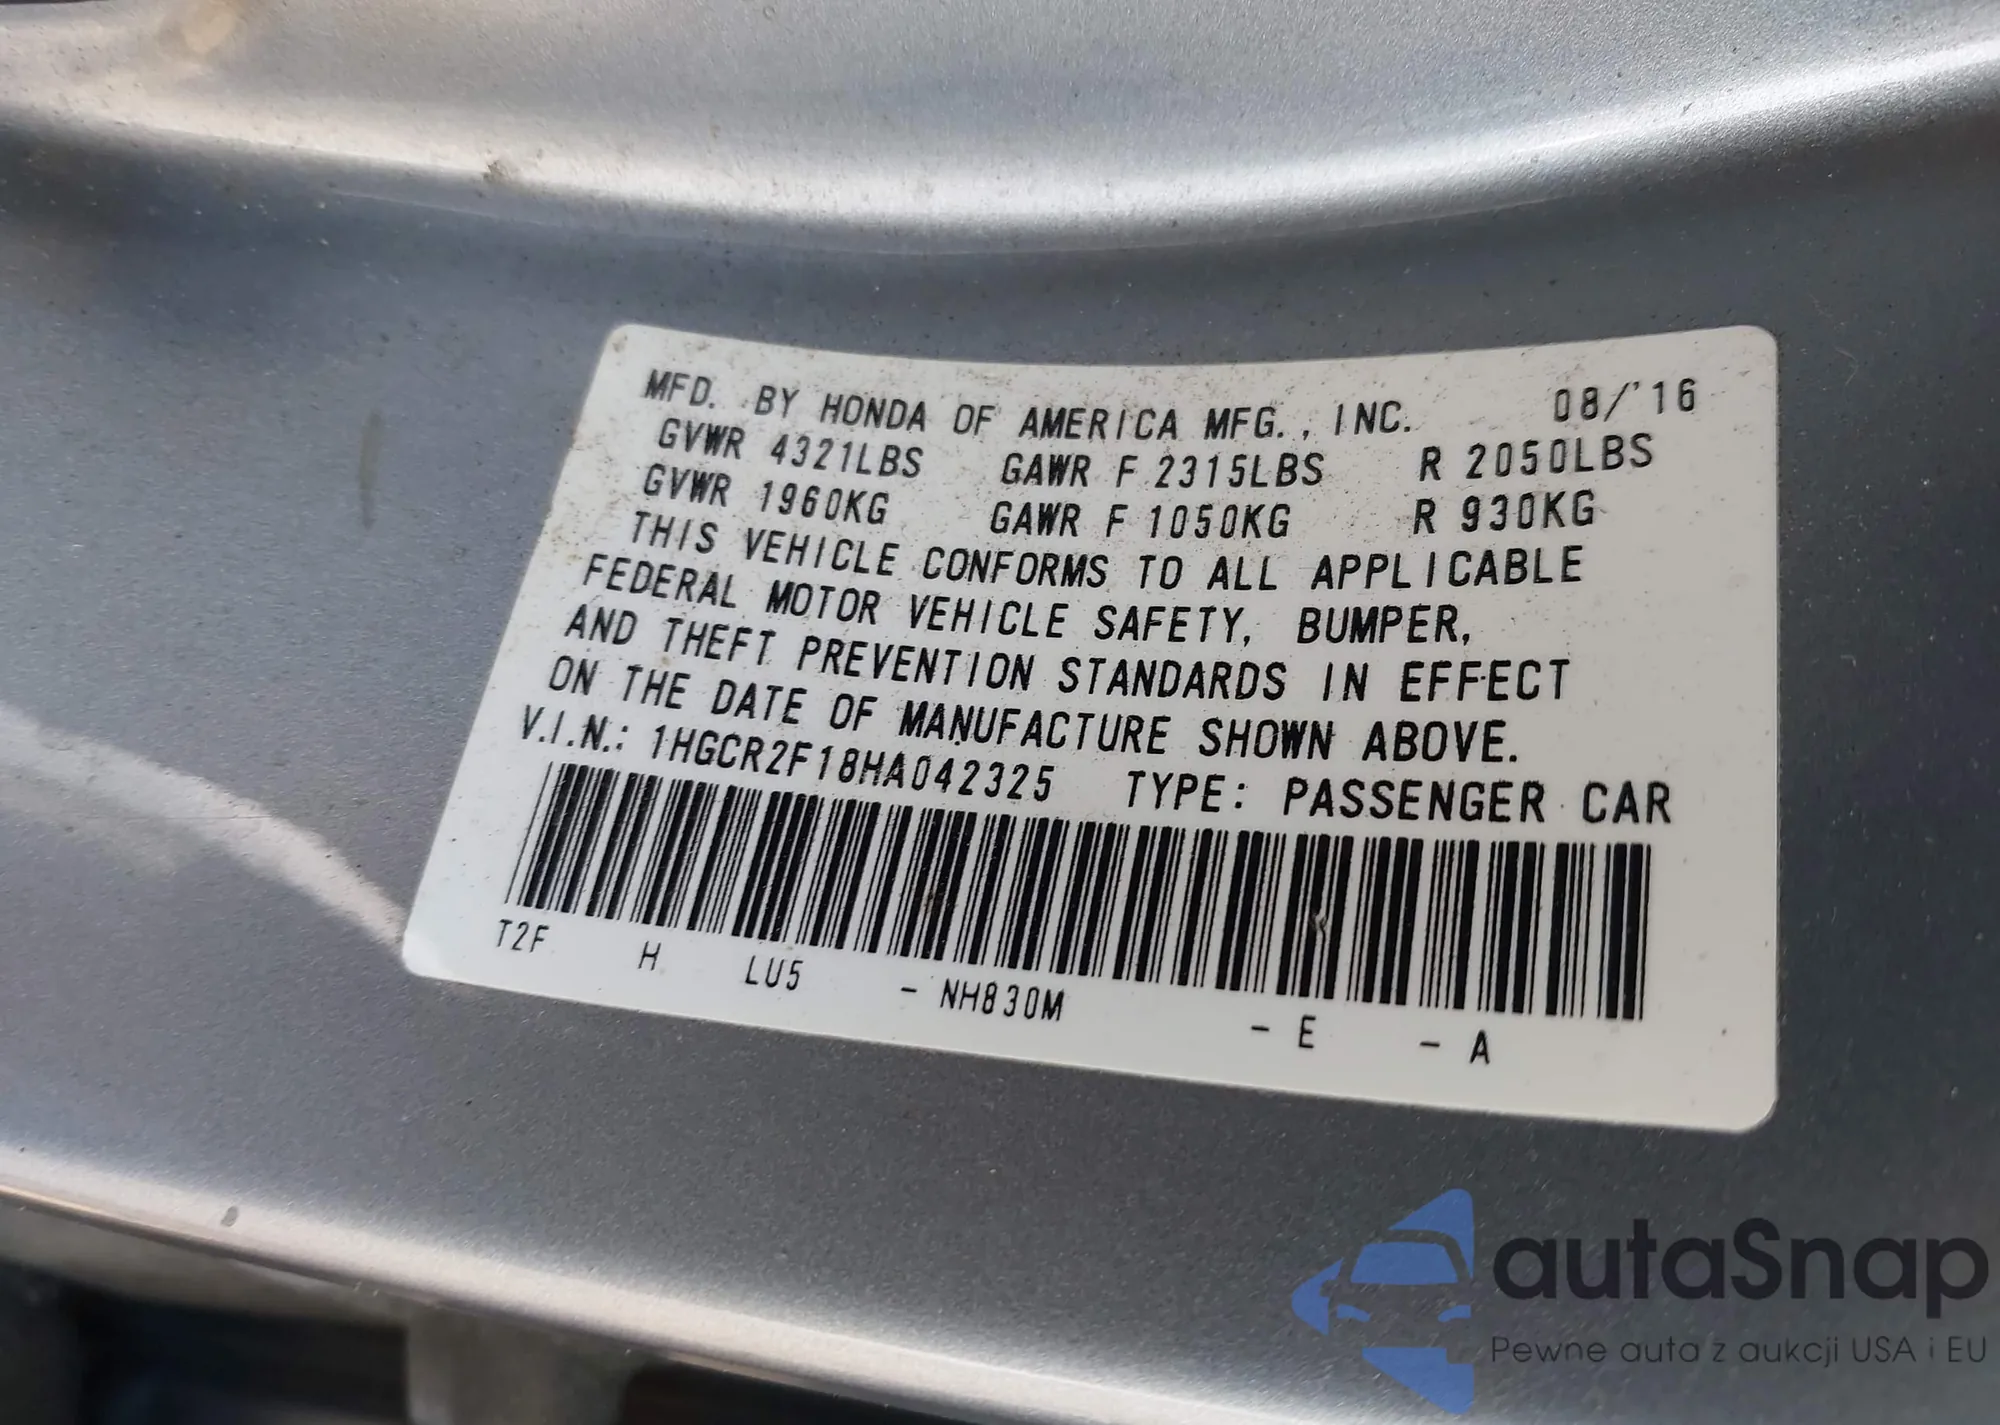 MFD. BY HONDA OF AMERICA MFG., INC. 08/'16
GVWR 4321LBS GAWR F 2315LBS R 2050LBS
GVWR 1960KG GAWR F 1050KG R 930KG
THIS VEHICLE CONFORMS TO ALL APPLICABLE
FEDERAL MOTOR VEHICLE SAFETY, BUMPER,
AND THEFT PREVENTION STANDARDS IN EFFECT
ON THE DATE OF MANUFACTURE SHOWN ABOVE.
V.I.N.: 1HGCR2F18HA042325 TYPE: PASSENGER CAR
T2F H LU5 - NH830M - E - A
autaSnap
Pewne auta z aukcji USA i EU